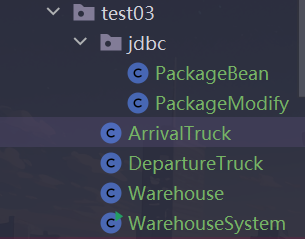 test03
jdbc
PackageBean
PackageModify
ArrivalTruck
DepartureTruck
Warehouse
WarehouseSystem